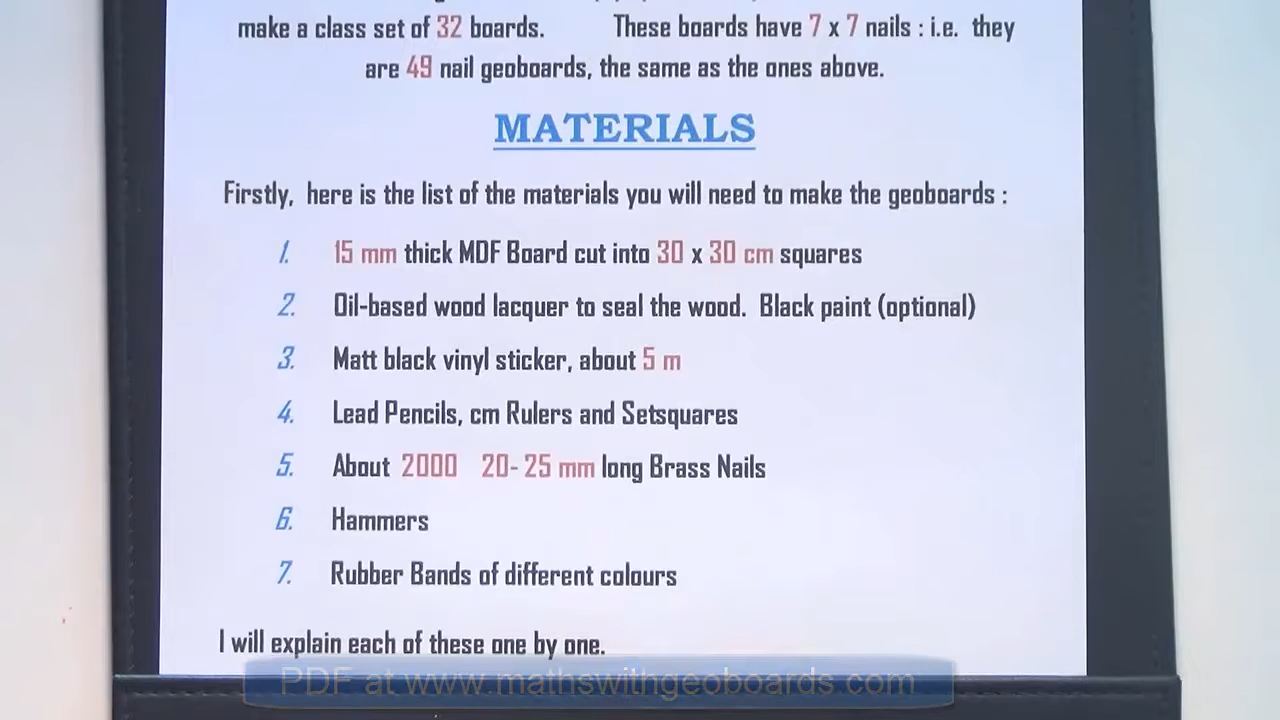 make a class set of 32 boards. These boards have 7 x 7 nails : i.e. they
are 49 nail geoboards, the same as the ones above.
MATERIALS
Firstly, here is the list of the materials you will need to make the geoboards :
1. 15 mm thick MDF Board cut into 30 x 30 cm squares
2. Oil-based wood lacquer to seal the wood. Black paint (optional)
3. Matt black vinyl sticker, about 5 m
4. Lead Pencils, cm Rulers and Setsquares
5. About 2000 20- 25 mm long Brass Nails
6. Hammers
7. Rubber Bands of different colours
I will explain each of these one by one.
PDF at www.mathswithgeoboards.com